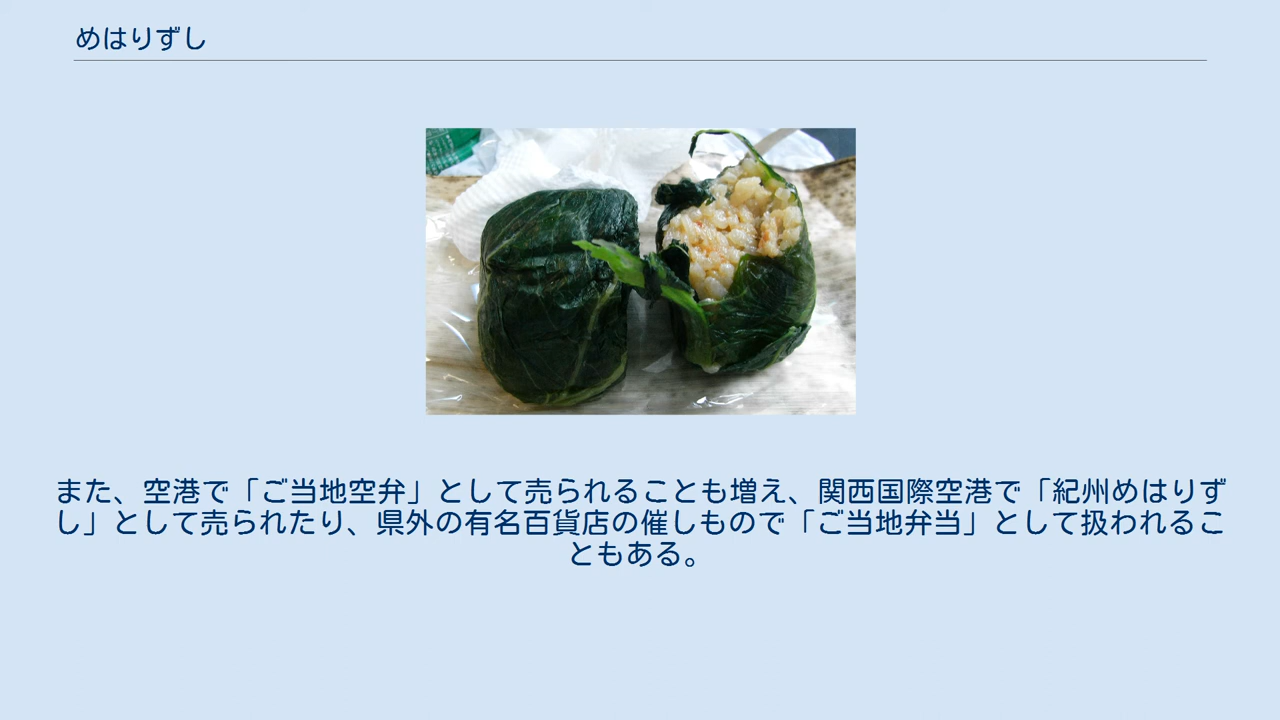 めはりずし
また、空港で「ご当地空弁」として売られることも増え、関西国際空港で「紀州めはりず
し」として売られたり、県外の有名百貨店の催しもので「ご当地弁当」として扱われるこ
ともある。